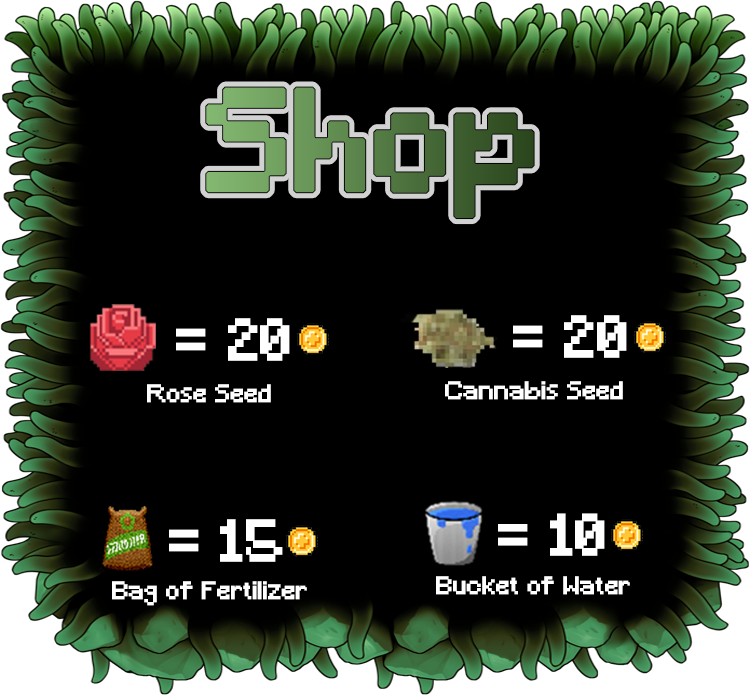 Shop
= 20
= 20
Rose Seed
Cannabis Seed
= 15
= 10
Bag of Fertilizer
Bucket of Water